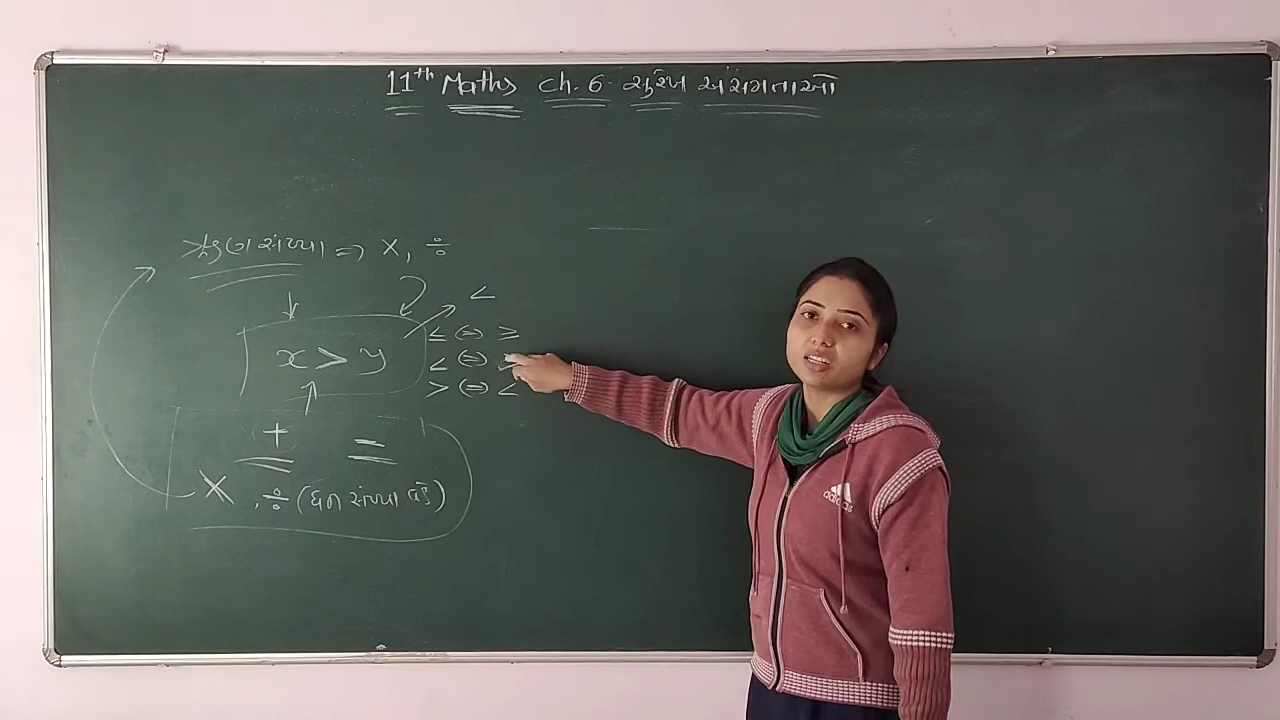 11th Maths ch. 6. સુરેખ અસમતાઓ
ઋણ સંખ્યા ⇒ ×, ÷
<
≤ (⇒) ≥
x > y
< (⇒) >
> (⇒) <
+ =
× , ÷ (ધન સંખ્યા વડે)
adidas